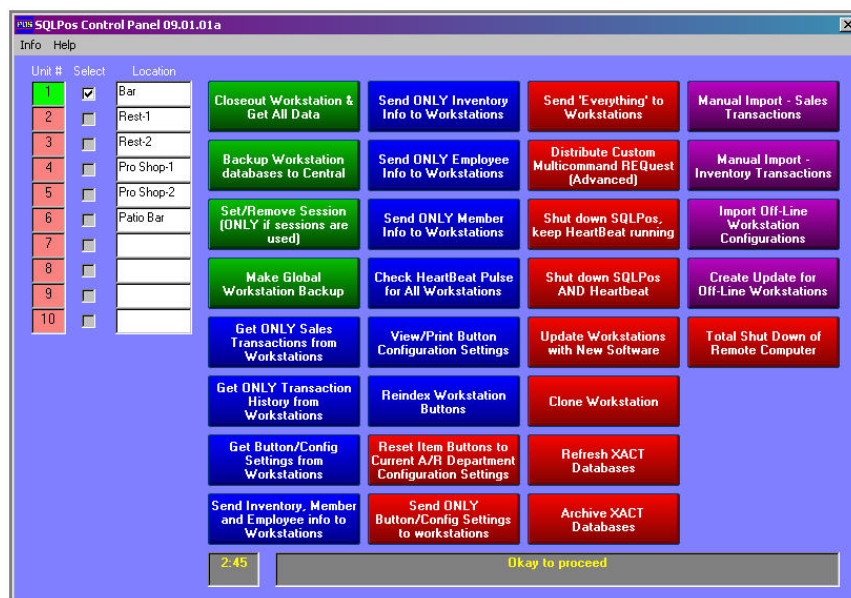 POS SQLPos Control Panel 09.01.01a
Info Help
Unit # Select Location
1 Bar
2 Rest-1
3 Rest-2
4 Pro Shop-1
5 Pro Shop-2
6 Patio Bar
7
8
9
10
Closeout Workstation &
Get All Data
Send ONLY Inventory
Info to Workstations
Send 'Everything' to
Workstations
Manual Import - Sales
Transactions
Backup Workstation
databases to Central
Send ONLY Employee
Info to Workstations
Distribute Custom
Multicommand REQuest
(Advanced)
Manual Import -
Inventory Transactions
Set/Remove Session
(ONLY if sessions are
used)
Send ONLY Member
Info to Workstations
Shut down SQLPos,
keep HeartBeat running
Import Off-Line
Workstation
Configurations
Make Global
Workstation Backup
Check HeartBeat Pulse
for All Workstations
Shut down SQLPos
AND Heartbeat
Create Update for
Off-Line Workstations
Get ONLY Sales
Transactions from
Workstations
View/Print Button
Configuration Settings
Update Workstations
with New Software
Total Shut Down of
Remote Computer
Get ONLY Transaction
History from
Workstations
Reindex Workstation
Buttons
Clone Workstation
Get Button/Config
Settings from
Workstations
Reset Item Buttons to
Current A/R Department
Configuration Settings
Refresh XACT
Databases
Send Inventory, Member
and Employee info to
Workstations
Send ONLY
Button/Config Settings
to workstations
Archive XACT
Databases
2:45
Okay to proceed